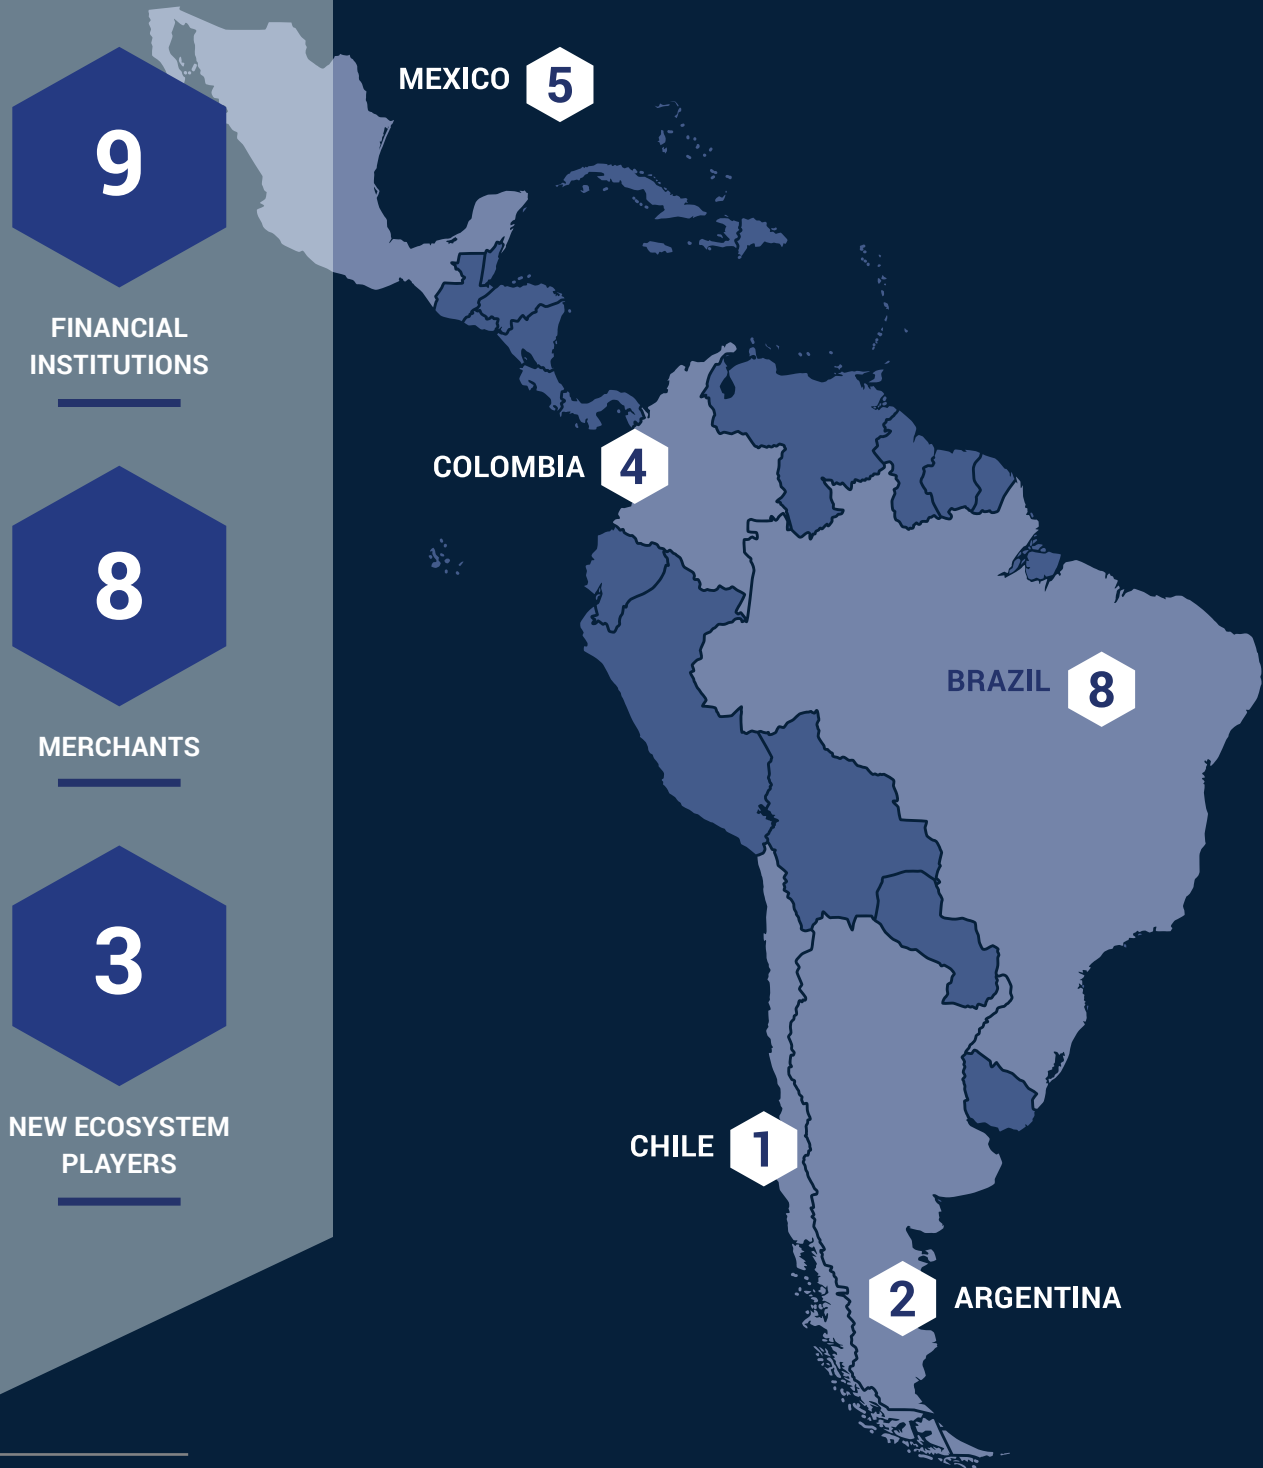 9
FINANCIAL
INSTITUTIONS
8
MERCHANTS
3
NEW ECOSYSTEM
PLAYERS
MEXICO 5
COLOMBIA 4
BRAZIL 8
CHILE 1
2 ARGENTINA